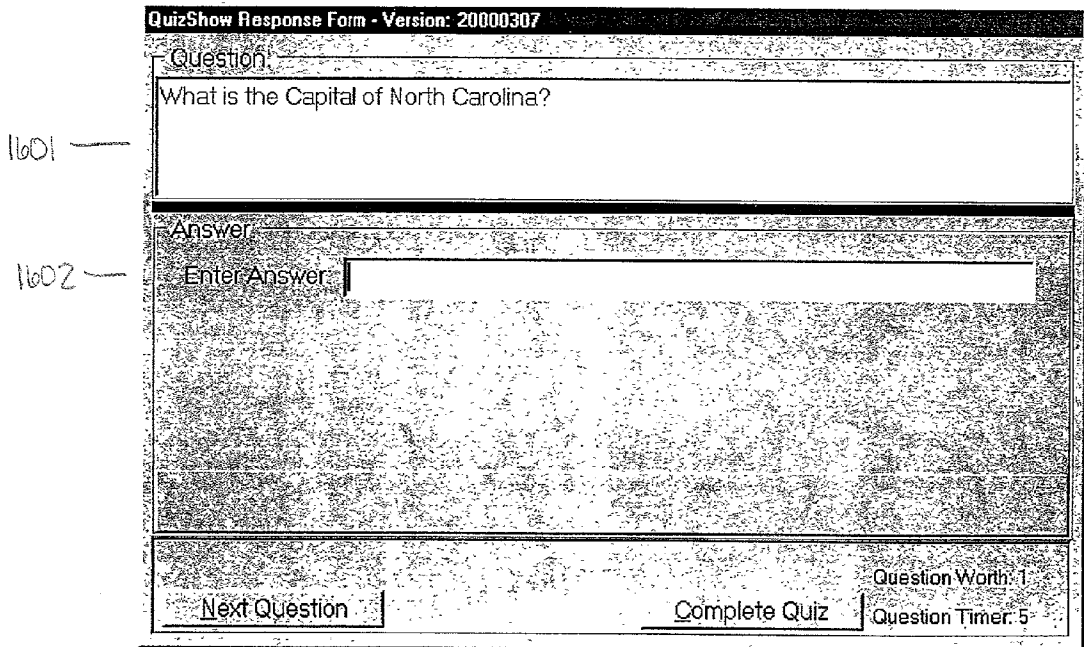 QuizShow Response Form - Version: 20000307
Question:
What is the Capital of North Carolina?
1601
Answer
1602
Enter Answer
Next Question
Complete Quiz
Question Worth: 1
Question Timer: 5